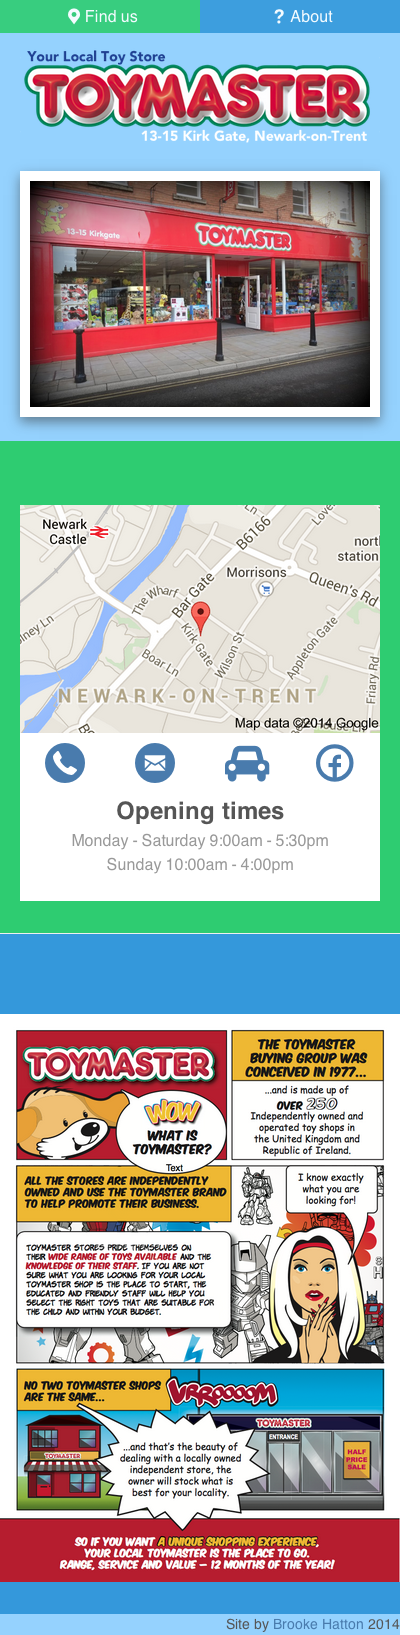 Find us
? About
Your Local Toy Store
TOYMASTER
13-15 Kirk Gate, Newark-on-Trent
13-15 Kirkgate
TOYMASTER
Newark
Castle
B6166
Ln
north
station
Morrisons
Queen's Rd
The Wharf
Bar Gate
Kirk Gate
Wilson St
Appleton Gate
Friary Rd
Boar Ln
NEWARK-ON-TRENT
Map data ©2014 Google
Opening times
Monday - Saturday 9:00am - 5:30pm
Sunday 10:00am - 4:00pm
TOYMASTER
WOW
WHAT IS
TOYMASTER?
Text
THE TOYMASTER
BUYING GROUP WAS
CONCEIVED IN 1977...
...and is made up of
OVER 250
Independently owned and
operated toy shops in
the United Kingdom and
Republic of Ireland.
ALL THE STORES ARE INDEPENDENTLY
OWNED AND USE THE TOYMASTER BRAND
TO HELP PROMOTE THEIR BUSINESS.
I know exactly
what you are
looking for!
TOYMASTER STORES PRIDE THEMSELVES ON
THEIR WIDE RANGE OF TOYS AVAILABLE AND THE
KNOWLEDGE OF THEIR STAFF. IF YOU ARE NOT
SURE WHAT YOU ARE LOOKING FOR YOUR LOCAL
TOYMASTER SHOP IS THE PLACE TO START, THE
EDUCATED AND FRIENDLY STAFF WILL HELP YOU
SELECT THE RIGHT TOYS THAT ARE SUITABLE FOR
THE CHILD AND WITHIN YOUR BUDGET.
NO TWO TOYMASTER SHOPS
ARE THE SAME...
VRROOOOM
TOYMASTER
TOYMASTER
ENTRANCE
HALF
PRICE
SALE
...and that's the beauty of
dealing with a locally owned
independent store, the
owner will stock what is
best for your locality.
SO IF YOU WANT A UNIQUE SHOPPING EXPERIENCE,
YOUR LOCAL TOYMASTER IS THE PLACE TO GO.
RANGE, SERVICE AND VALUE – 12 MONTHS OF THE YEAR!
Site by Brooke Hatton 2014